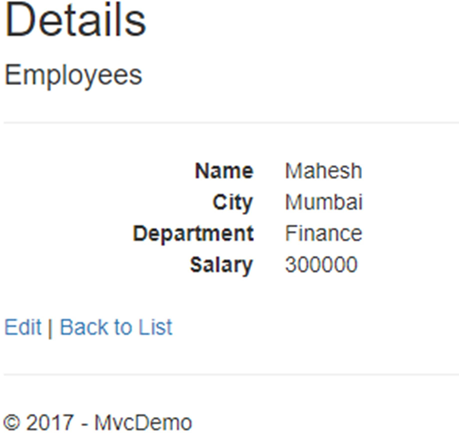 Details
Employees
Name Mahesh
City Mumbai
Department Finance
Salary 300000
Edit | Back to List
© 2017 - MvcDemo